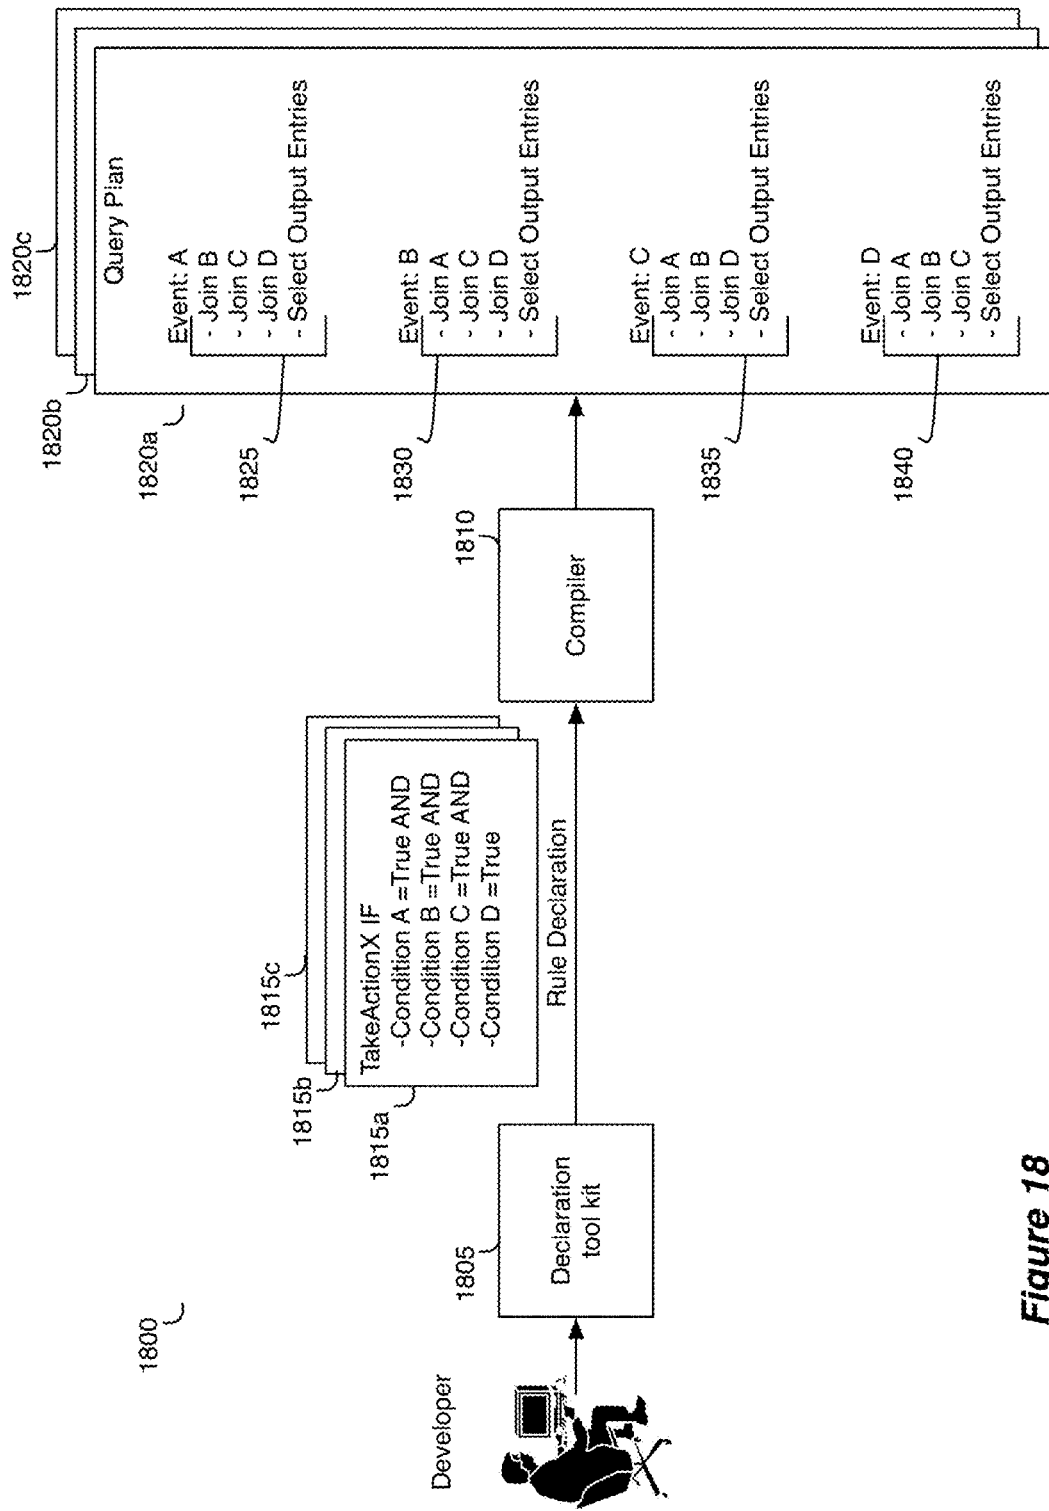 1800
Developer
1805
Declaration
tool kit
1815a
1815b
1815c
TakeActionX IF
-Condition A =True AND
-Condition B =True AND
-Condition C =True AND
-Condition D =True
Rule Declaration
1810
Compiler
1820a
1820b
1820c
Query Plan
1825
Event: A
- Join B
- Join C
- Join D
- Select Output Entries
1830
Event: B
- Join A
- Join C
- Join D
- Select Output Entries
1835
Event: C
- Join A
- Join B
- Join D
- Select Output Entries
1840
Event: D
- Join A
- Join B
- Join C
- Select Output Entries
Figure 18